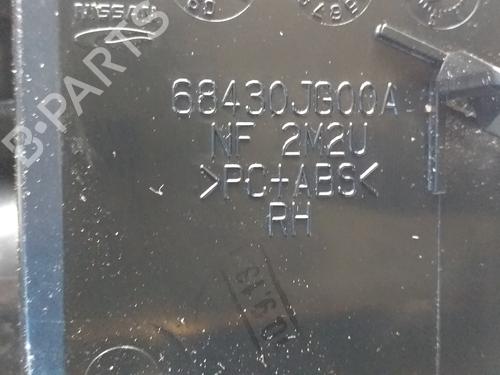 NISSAN
68430JG00A
NF 2M2U
>PC+ABS<
RH
B-PARTS